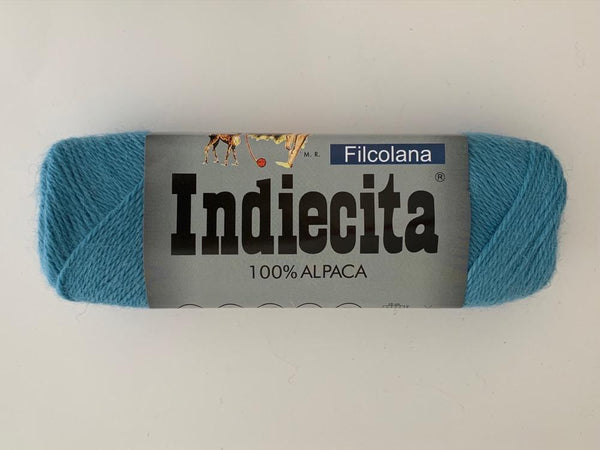 M. R.
Filcolana
Indiecita®
100% ALPACA